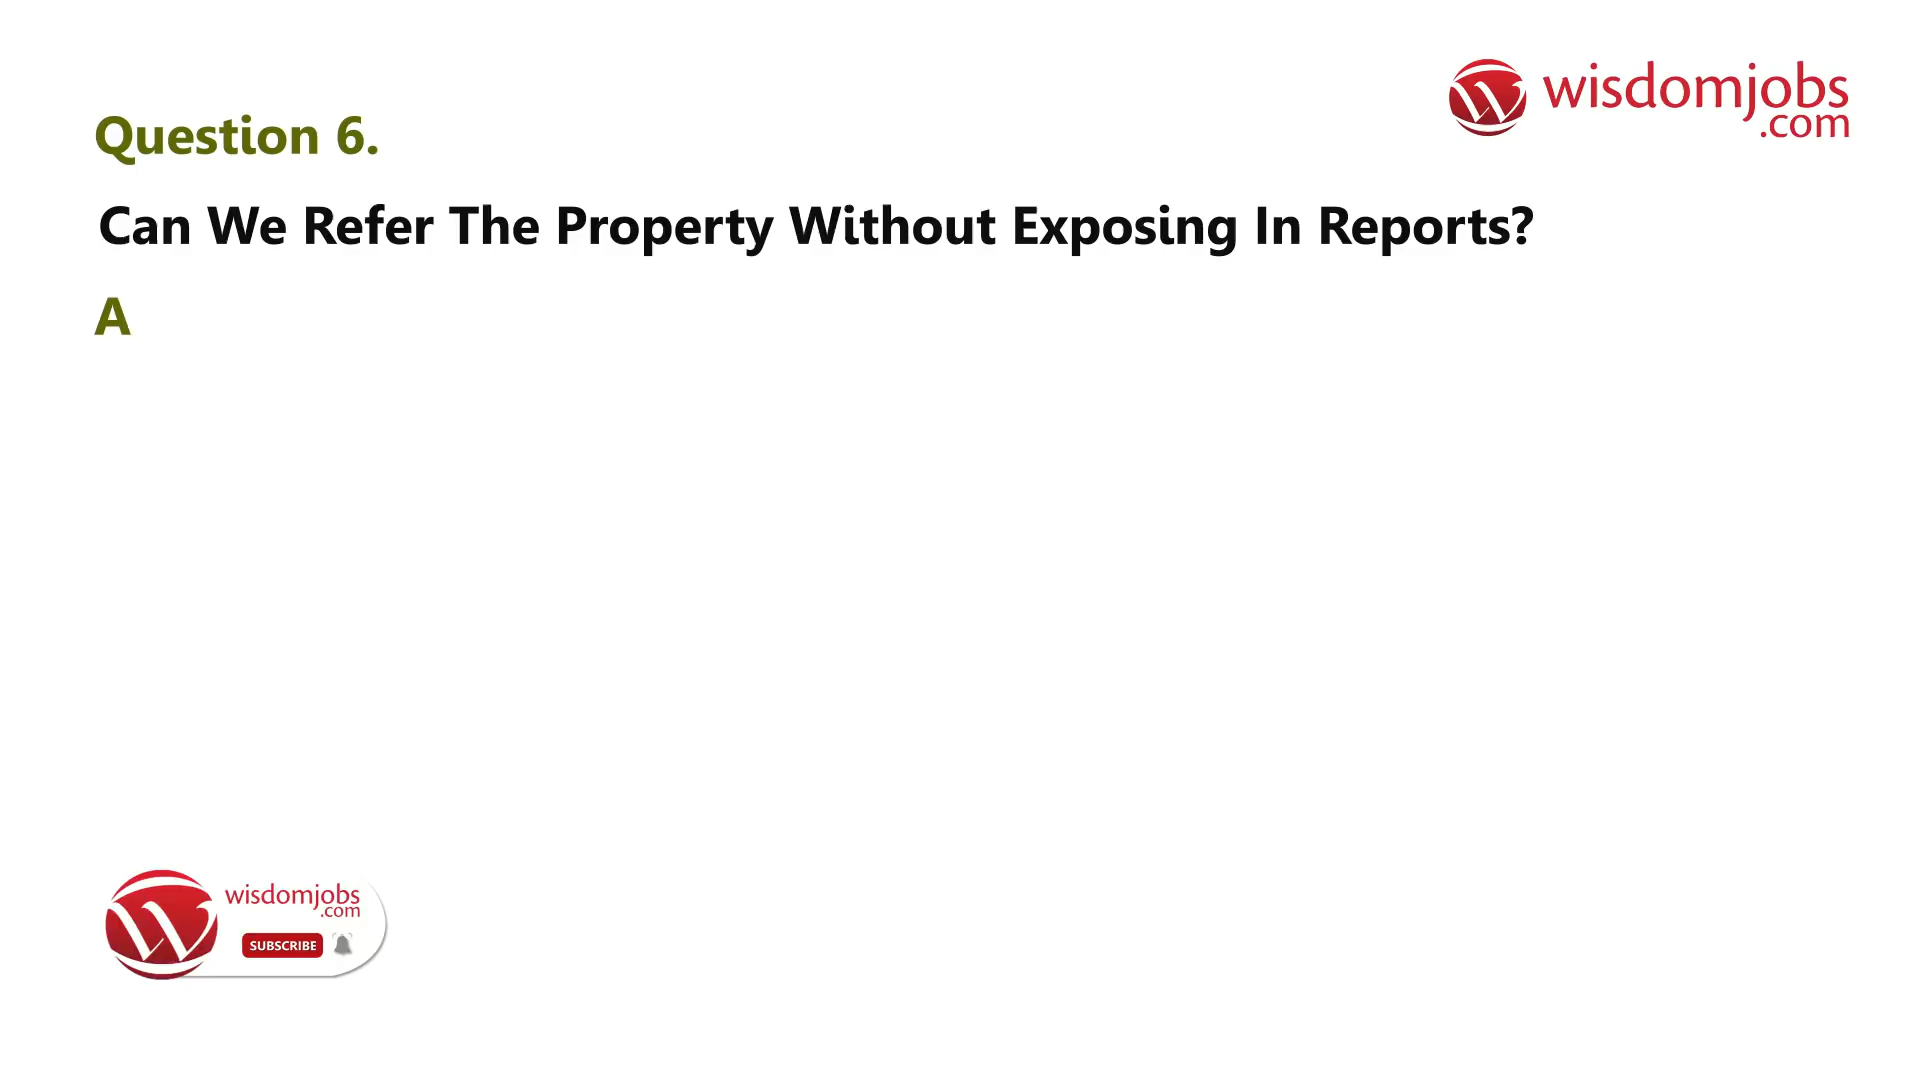 wisdomjobs
.com
Question 6.
Can We Refer The Property Without Exposing In Reports?
A
wisdomjobs
.com
SUBSCRIBE